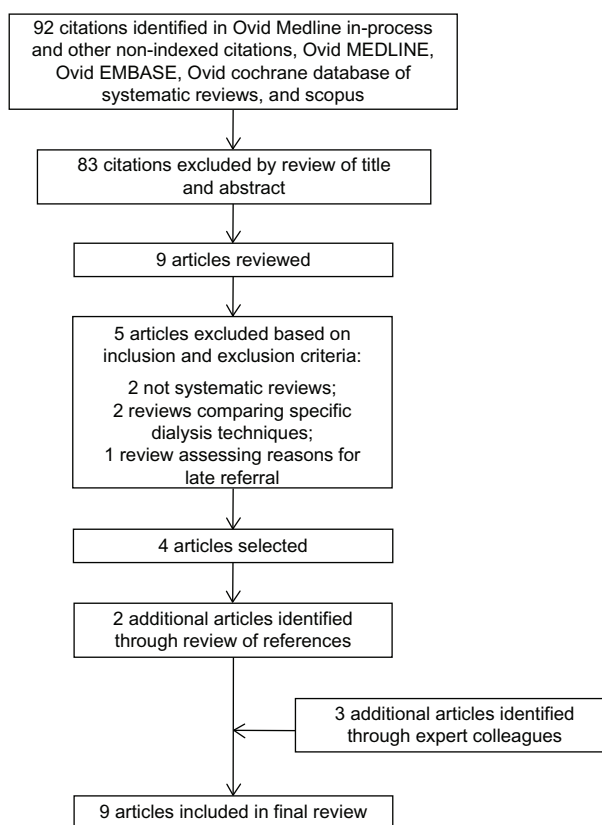 92 citations identified in Ovid Medline in-process
and other non-indexed citations, Ovid MEDLINE,
Ovid EMBASE, Ovid cochrane database of
systematic reviews, and scopus
83 citations excluded by review of title
and abstract
9 articles reviewed
5 articles excluded based on
inclusion and exclusion criteria:
2 not systematic reviews;
2 reviews comparing specific
dialysis techniques;
1 review assessing reasons for
late referral
4 articles selected
2 additional articles identified
through review of references
3 additional articles identified
through expert colleagues
9 articles included in final review